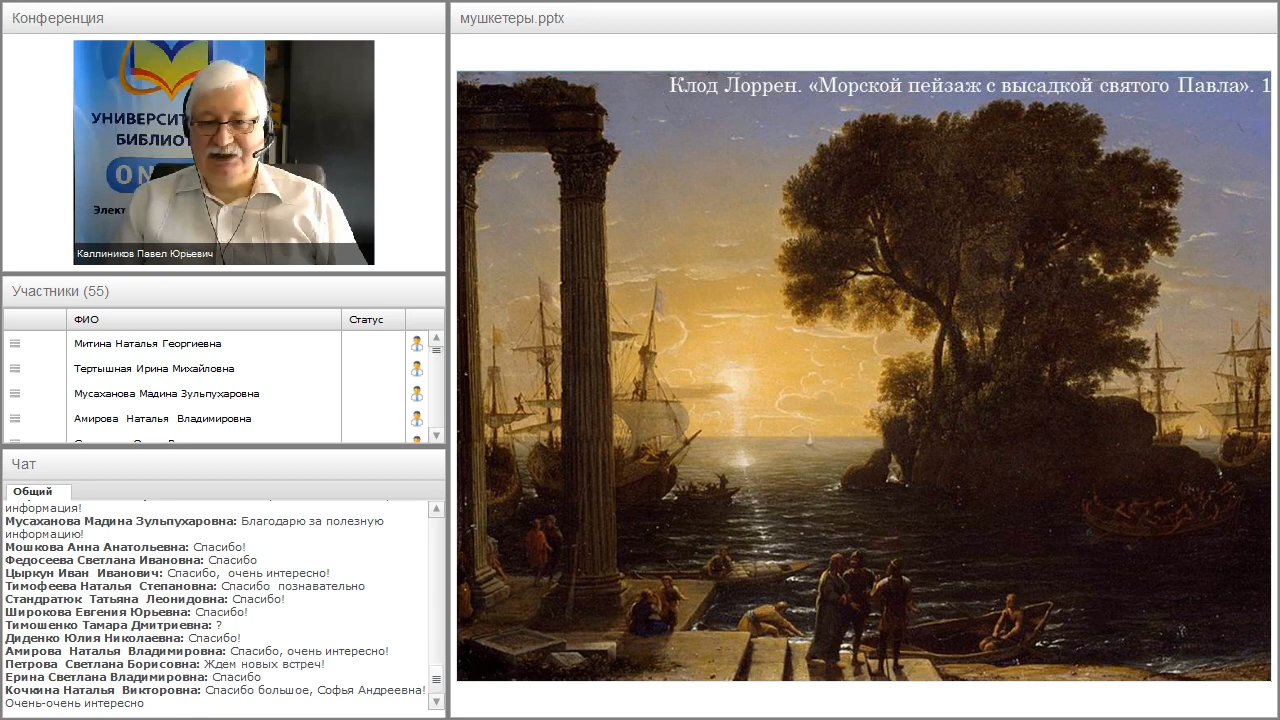 Конференция
УНИВЕРСИТ
БИБЛИО
ON
Элект
Каллиников Павел Юрьевич
Участники (55)
ФИО
Статус
Митина Наталья Георгиевна
Тертышная Ирина Михайловна
Мусаханова Мадина Зульпухаровна
Амирова Наталья Владимировна
Чат
Общий
информация!
Мусаханова Мадина Зульпухаровна: Благодарю за полезную
информацию!
Мошкова Анна Анатольевна: Спасибо!
Федосеева Светлана Ивановна: Спасибо
Цыркун Иван Иванович: Спасибо, очень интересно!
Тимофеева Наталья Степановна: Спасибо познавательно
Стандратюк Татьяна Леонидовна: Спасибо!
Широкова Евгения Юрьевна: Спасибо!
Тимошенко Тамара Дмитриевна: ?
Диденко Юлия Николаевна: Спасибо!
Амирова Наталья Владимировна: Спасибо, очень интересно!
Петрова Светлана Борисовна: Ждем новых встреч!
Ерина Светлана Владимировна: Спасибо
Кочкина Наталья Викторовна: Спасибо большое, Софья Андреевна!
Очень-очень интересно
мушкетеры.pptx
Клод Лоррен. «Морской пейзаж с высадкой святого Павла». 1